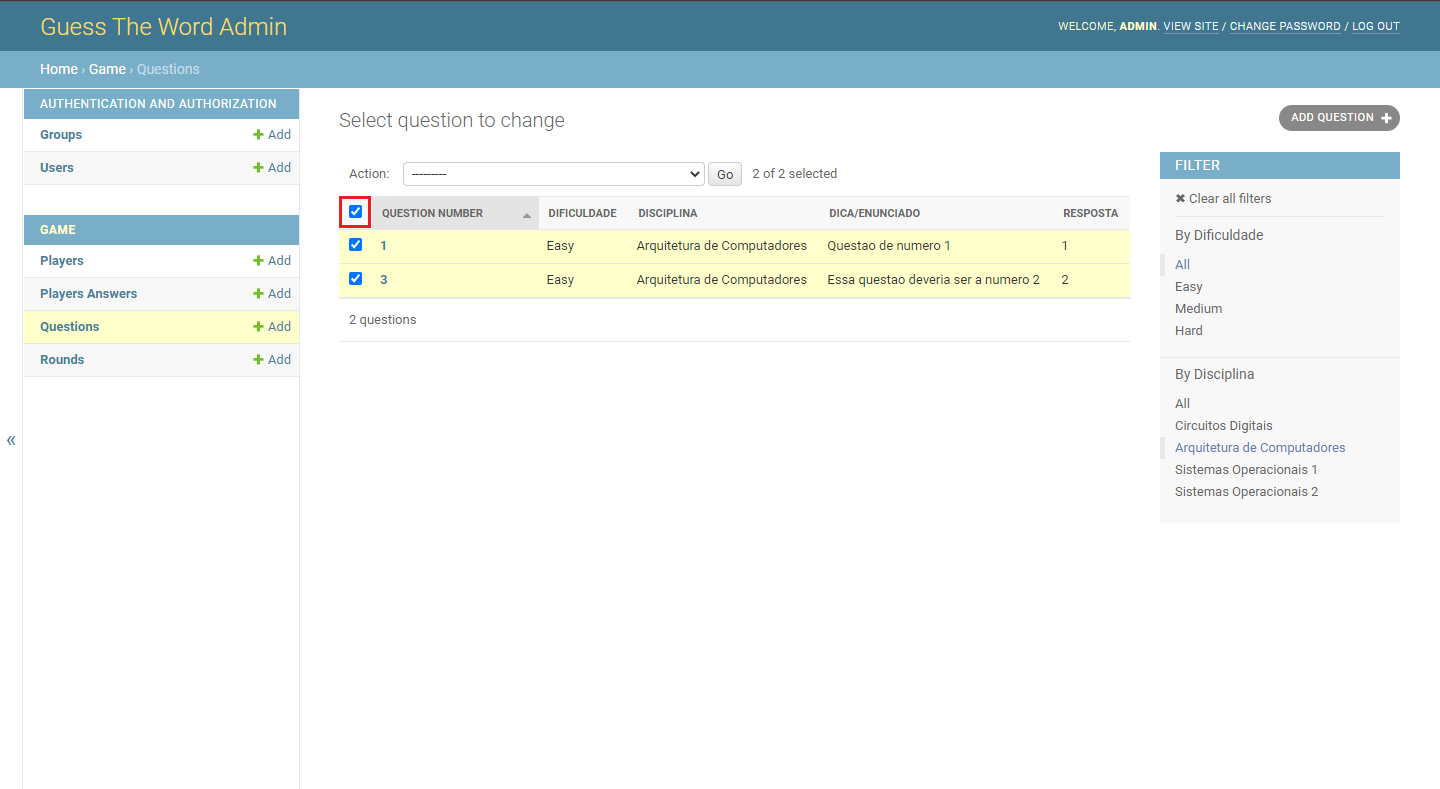 Guess The Word Admin
WELCOME, ADMIN. VIEW SITE / CHANGE PASSWORD / LOG OUT
Home › Game › Questions
AUTHENTICATION AND AUTHORIZATION
Groups + Add
Users + Add
GAME
Players + Add
Players Answers + Add
Questions + Add
Rounds + Add
«
Select question to change
ADD QUESTION +
Action: --------- Go 2 of 2 selected
QUESTION NUMBER DIFICULDADE DISCIPLINA DICA/ENUNCIADO RESPOSTA
1 Easy Arquitetura de Computadores Questao de numero 1 1
3 Easy Arquitetura de Computadores Essa questao deveria ser a numero 2 2
2 questions
FILTER
✖ Clear all filters
By Dificuldade
All
Easy
Medium
Hard
By Disciplina
All
Circuitos Digitais
Arquitetura de Computadores
Sistemas Operacionais 1
Sistemas Operacionais 2